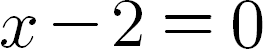 x − 2 = 0